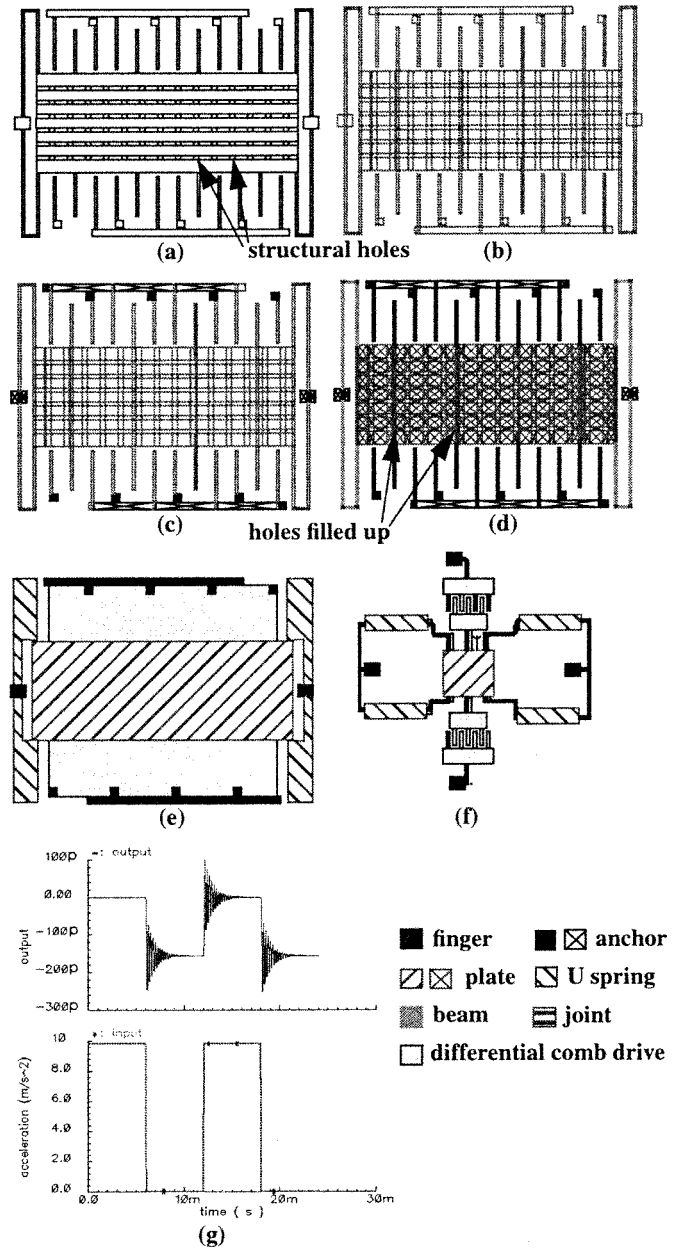 (a)
structural holes
(b)
(c)
holes filled up
(d)
(e)
(f)
: output
100p
0.00
-100p
-200p
-300p
output
: input
10
8.0
6.0
4.0
2.0
0.0
acceleration (m/s^2)
0.0
10m
20m
30m
time ( s )
(g)
finger
anchor
plate
U spring
beam
joint
differential comb drive